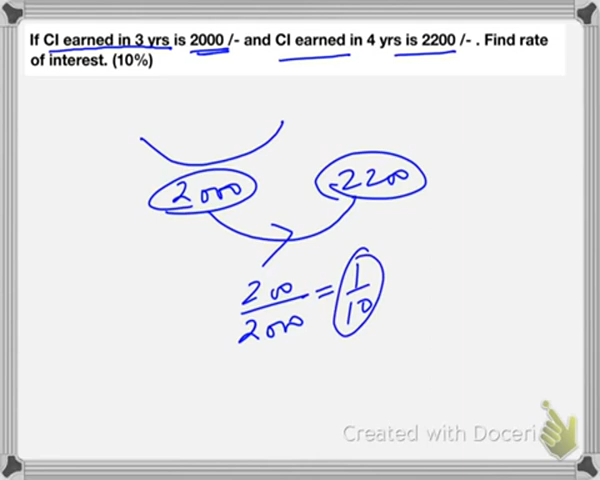 If CI earned in 3 yrs is 2000 /- and CI earned in 4 yrs is 2200 /- . Find rate
of interest. (10%)
2000 2200
200/2000 = 1/10
Created with Doceri